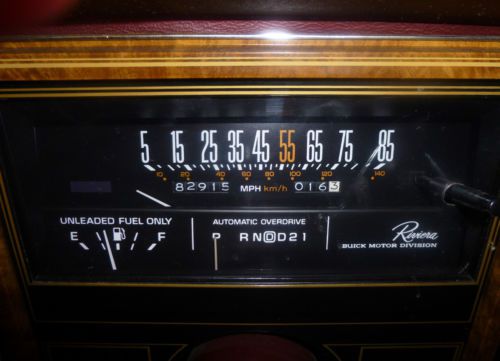 5 15 25 35 45 55 65 75 85
10 20 40 60 80 100 120 140
82915 MPH km/h 0163
UNLEADED FUEL ONLY
E F
AUTOMATIC OVERDRIVE
P R N D 2 1
Riviera
BUICK MOTOR DIVISION